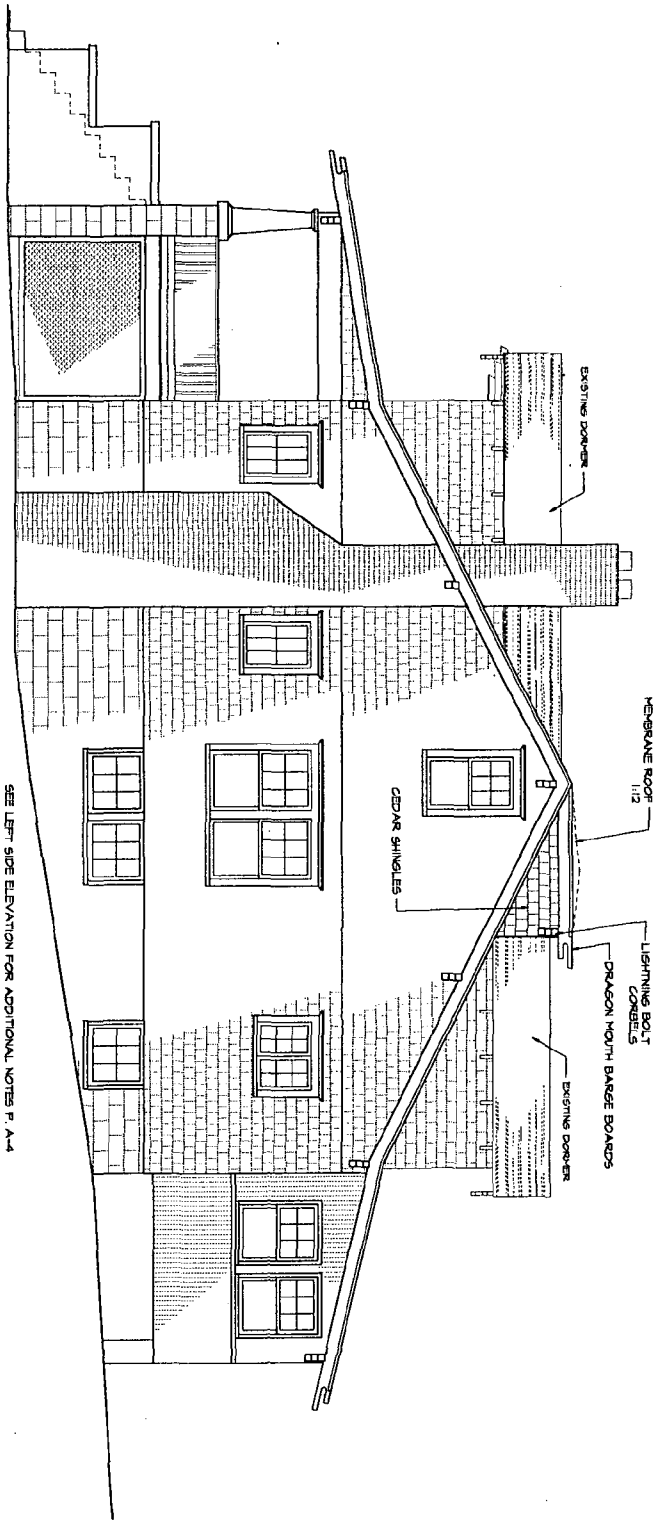 EXISTING DORMER
MEMBRANE ROOF
1:12
LIGHTNING BOLT
CORBELS
DRAGON MOUTH BARGE BOARDS
EXISTING DORMER
CEDAR SHINGLES
SEE LEFT SIDE ELEVATION FOR ADDITIONAL NOTES P. A-4